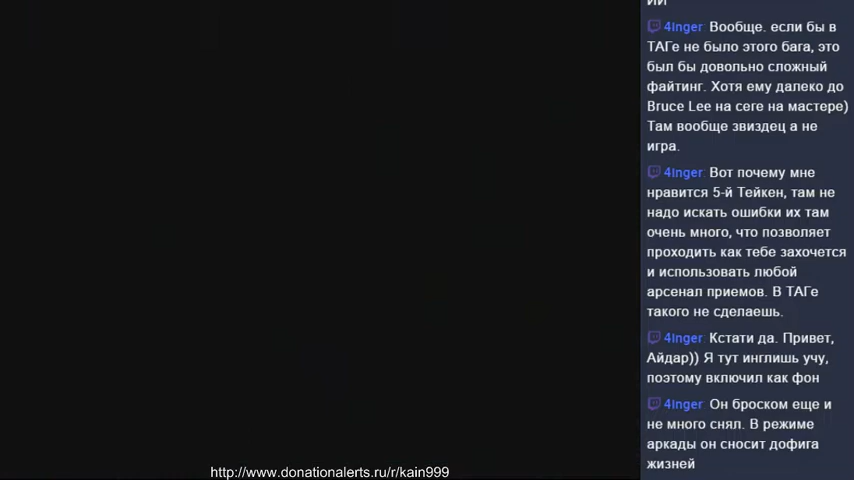 ии
4inger: Вообще. если бы в
ТАГе не было этого бага, это
был бы довольно сложный
файтинг. Хотя ему далеко до
Bruce Lee на сеге на мастере)
Там вообще звиздец а не
игра.
4inger: Вот почему мне
нравится 5-й Тейкен, там не
надо искать ошибки их там
очень много, что позволяет
проходить как тебе захочется
и использовать любой
арсенал приемов. В ТАГе
такого не сделаешь.
4inger: Кстати да. Привет,
Айдар)) Я тут инглишь учу,
поэтому включил как фон
4inger: Он броском еще и
не много снял. В режиме
аркады он сносит дофига
жизней
http://www.donationalerts.ru/r/kain999